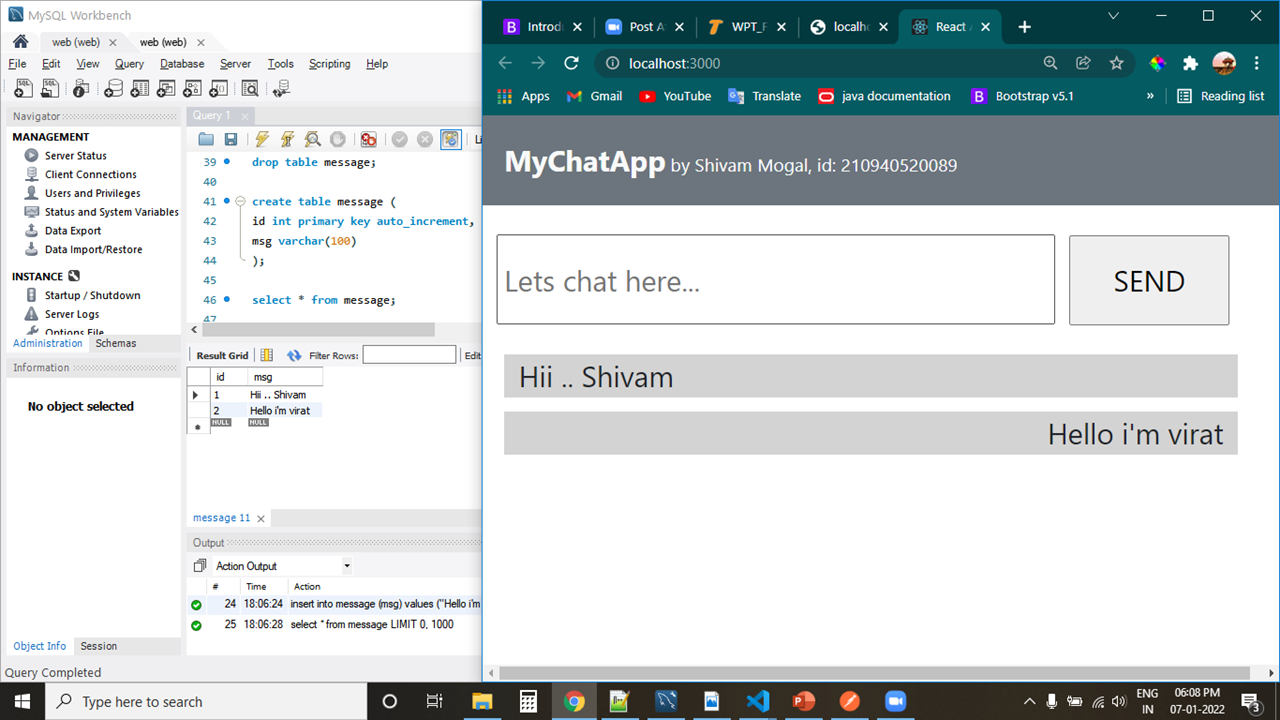 MySQL Workbench
web (web)
web (web)
File Edit View Query Database Server Tools Scripting Help
Navigator
MANAGEMENT
Server Status
Client Connections
Users and Privileges
Status and System Variables
Data Export
Data Import/Restore
INSTANCE
Startup / Shutdown
Server Logs
Options File
Administration Schemas
Information
No object selected
Object Info Session
Query Completed
Query 1
39 drop table message;
40
41 create table message (
42 id int primary key auto_increment,
43 msg varchar(100)
44 );
45
46 select * from message;
47
Result Grid Filter Rows: Edit
id msg
1 Hii .. Shivam
2 Hello i'm virat
NULL NULL
message 11
Output
Action Output
# Time Action
24 18:06:24 insert into message (msg) values ("Hello i'm
25 18:06:28 select * from message LIMIT 0, 1000
Introd Post A WPT_F localh React A
localhost:3000
Apps Gmail YouTube Translate java documentation Bootstrap v5.1 » Reading list
MyChatApp by Shivam Mogal, id: 210940520089
Lets chat here...
SEND
Hii .. Shivam
Hello i'm virat
Type here to search
ENG
IN
06:08 PM
07-01-2022
3